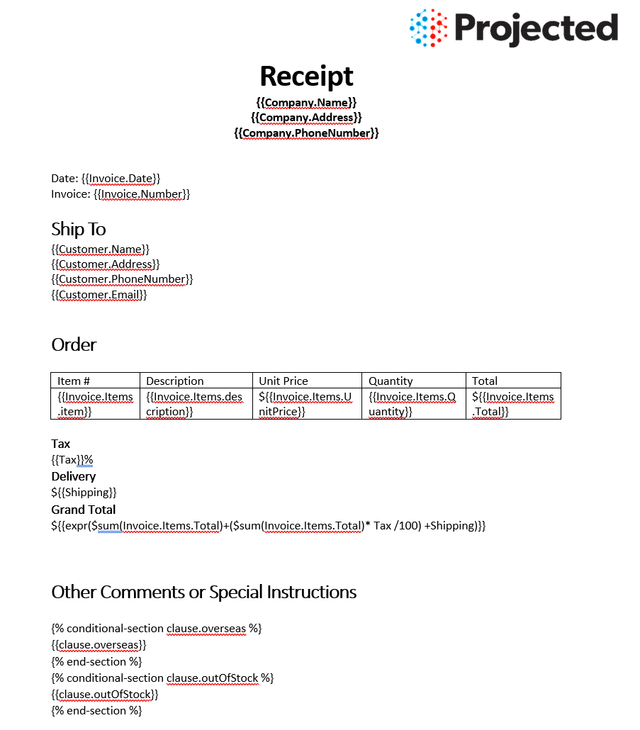 Projected
Receipt
{{Company.Name}}
{{Company.Address}}
{{Company.PhoneNumber}}
Date: {{Invoice.Date}}
Invoice: {{Invoice.Number}}
Ship To
{{Customer.Name}}
{{Customer.Address}}
{{Customer.PhoneNumber}}
{{Customer.Email}}
Order
Item # Description Unit Price Quantity Total
{{Invoice.Items {{Invoice.Items.des ${{Invoice.Items.U {{Invoice.Items.Q ${{Invoice.Items
.item}} cription}} nitPrice}} uantity}} .Total}}
Tax
{{Tax}}%
Delivery
${{Shipping}}
Grand Total
${{expr($sum(Invoice.Items.Total)+($sum(Invoice.Items.Total)* Tax /100) +Shipping)}}
Other Comments or Special Instructions
{% conditional-section clause.overseas %}
{{clause.overseas}}
{% end-section %}
{% conditional-section clause.outOfStock %}
{{clause.outOfStock}}
{% end-section %}